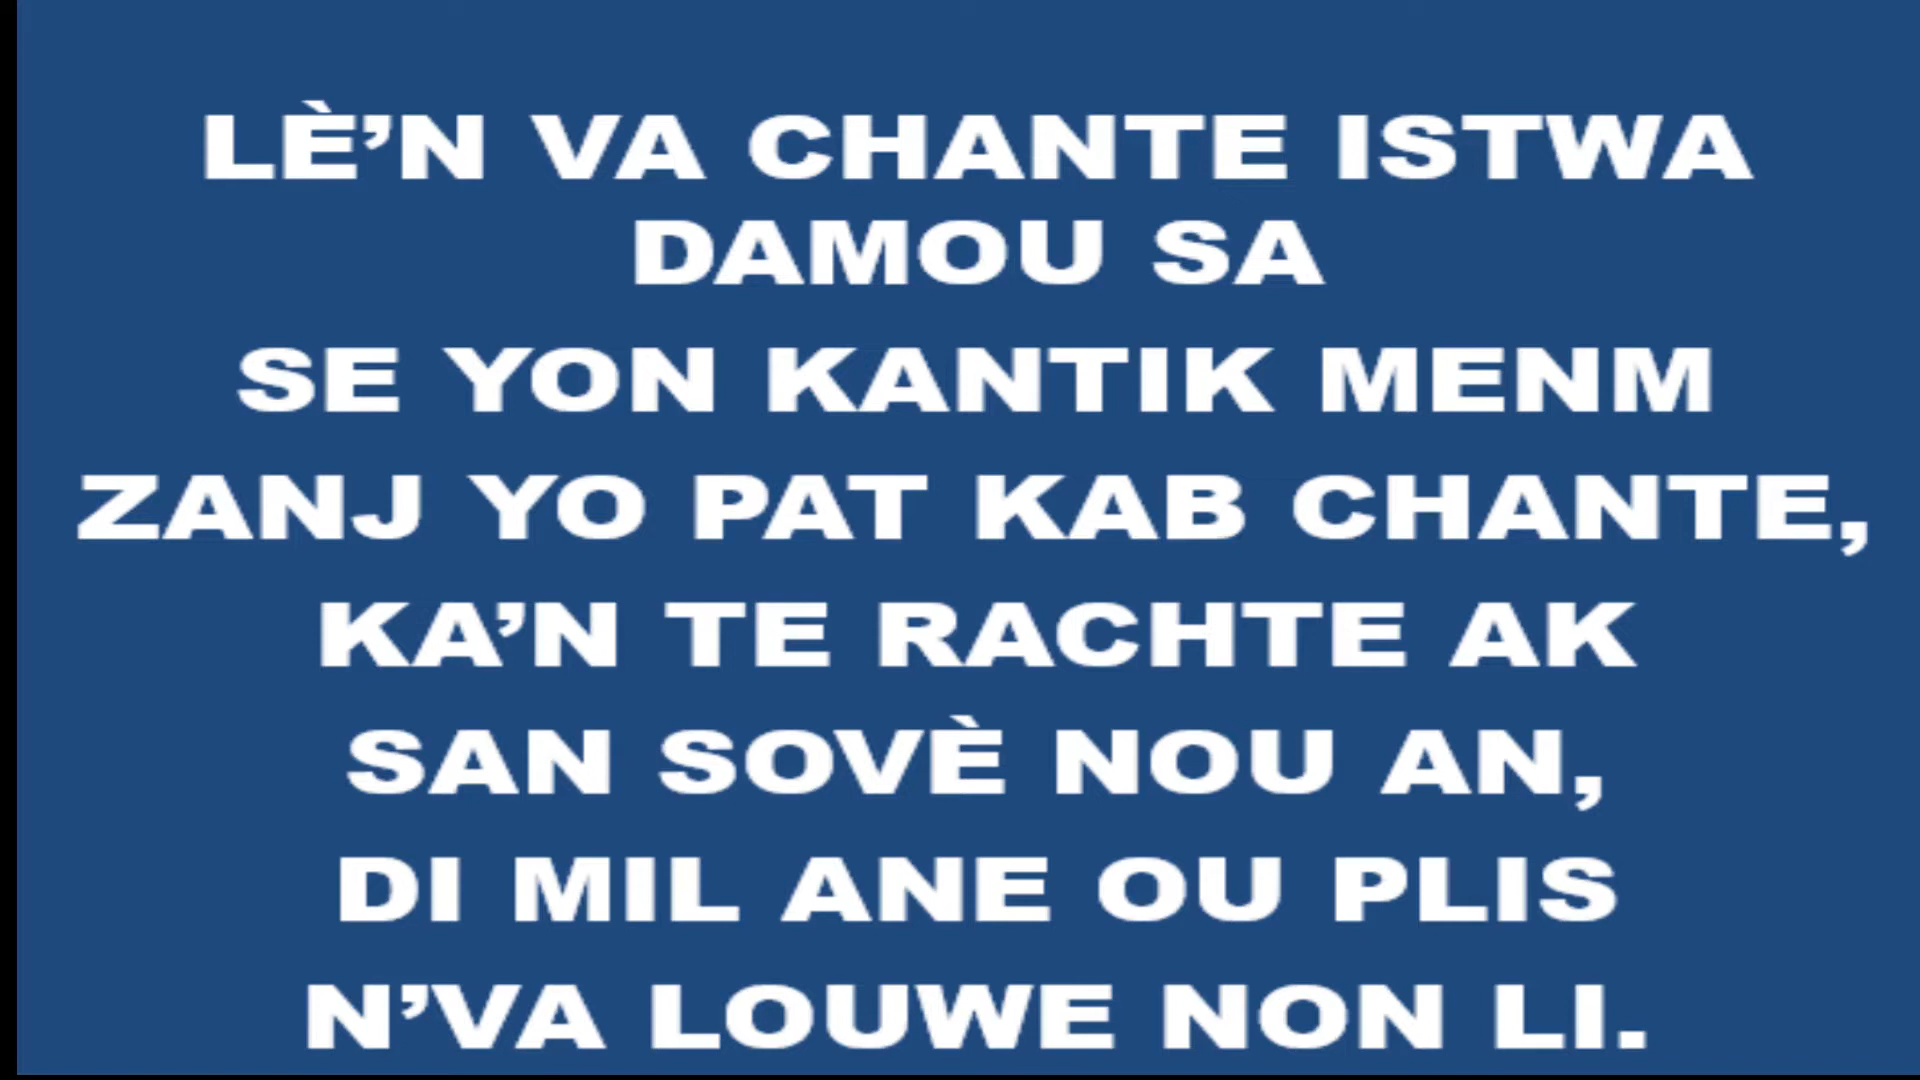 LÈ’N VA CHANTE ISTWA
DAMOU SA
SE YON KANTIK MENM
ZANJ YO PAT KAB CHANTE,
KA’N TE RACHTE AK
SAN SOVÈ NOU AN,
DI MIL ANE OU PLIS
N’VA LOUWE NON LI.